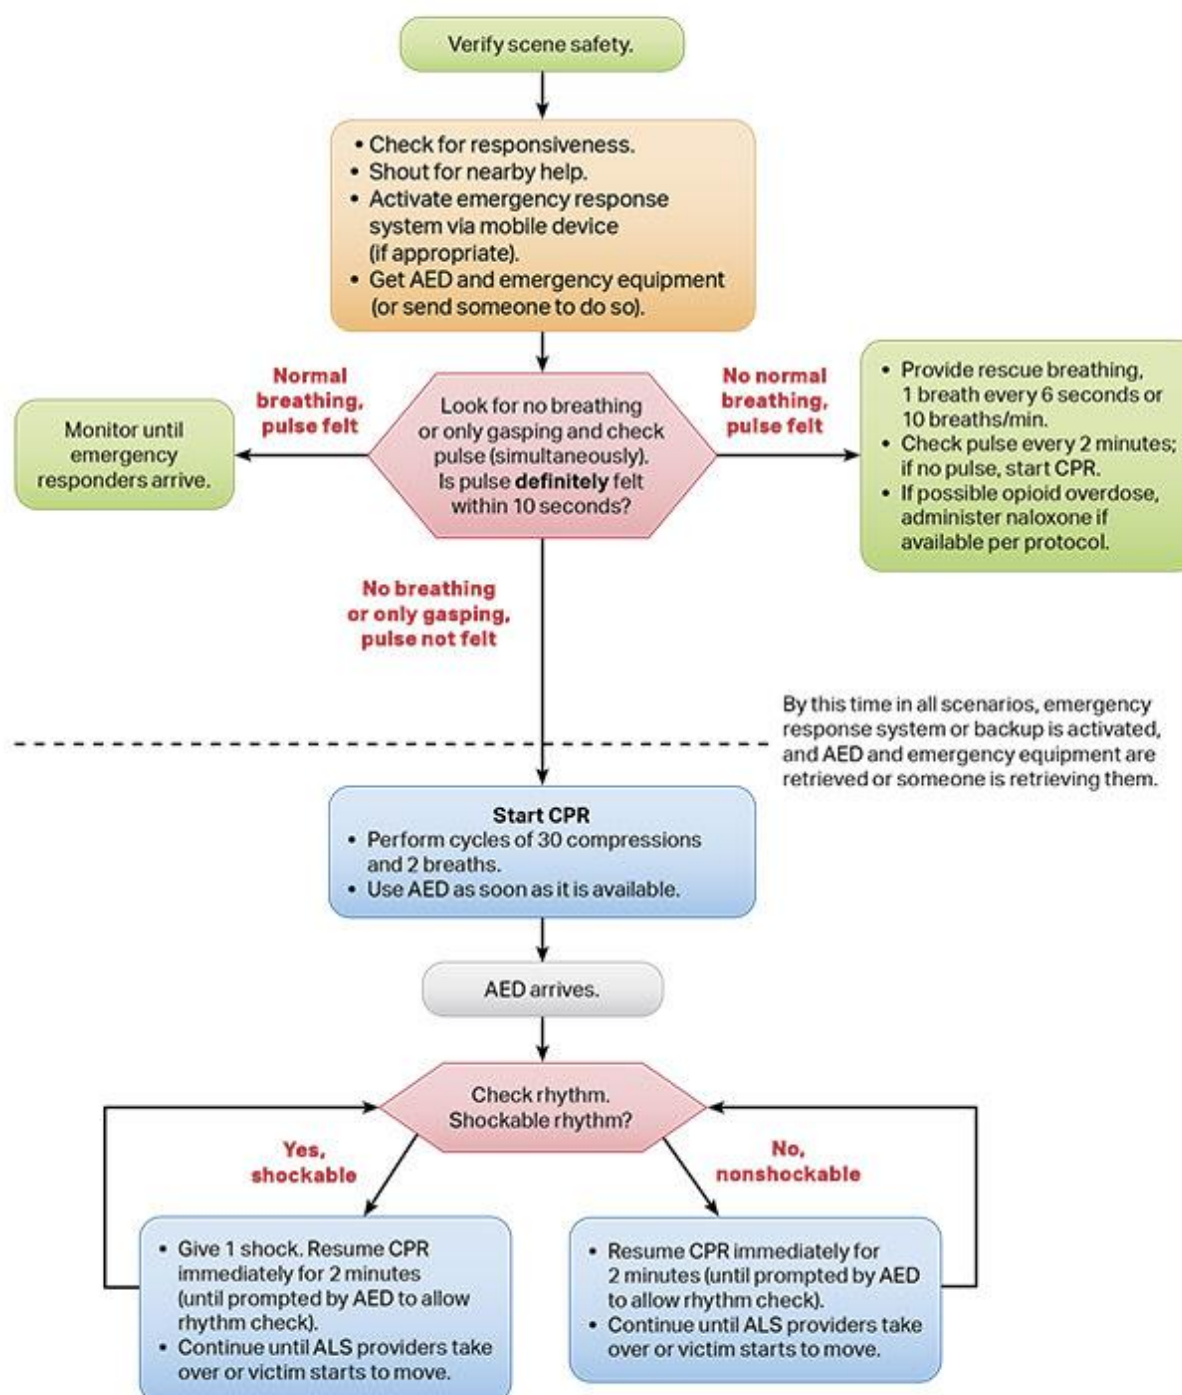 Verify scene safety.
• Check for responsiveness.
• Shout for nearby help.
• Activate emergency response
system via mobile device
(if appropriate).
• Get AED and emergency equipment
(or send someone to do so).
Normal
breathing,
pulse felt
Monitor until
emergency
responders arrive.
Look for no breathing
or only gasping and check
pulse (simultaneously).
Is pulse definitely felt
within 10 seconds?
No normal
breathing,
pulse felt
• Provide rescue breathing,
1 breath every 6 seconds or
10 breaths/min.
• Check pulse every 2 minutes;
if no pulse, start CPR.
• If possible opioid overdose,
administer naloxone if
available per protocol.
No breathing
or only gasping,
pulse not felt
By this time in all scenarios, emergency
response system or backup is activated,
and AED and emergency equipment are
retrieved or someone is retrieving them.
Start CPR
• Perform cycles of 30 compressions
and 2 breaths.
• Use AED as soon as it is available.
AED arrives.
Check rhythm.
Shockable rhythm?
Yes,
shockable
No,
nonshockable
• Give 1 shock. Resume CPR
immediately for 2 minutes
(until prompted by AED to allow
rhythm check).
• Continue until ALS providers take
over or victim starts to move.
• Resume CPR immediately for
2 minutes (until prompted by AED
to allow rhythm check).
• Continue until ALS providers take
over or victim starts to move.